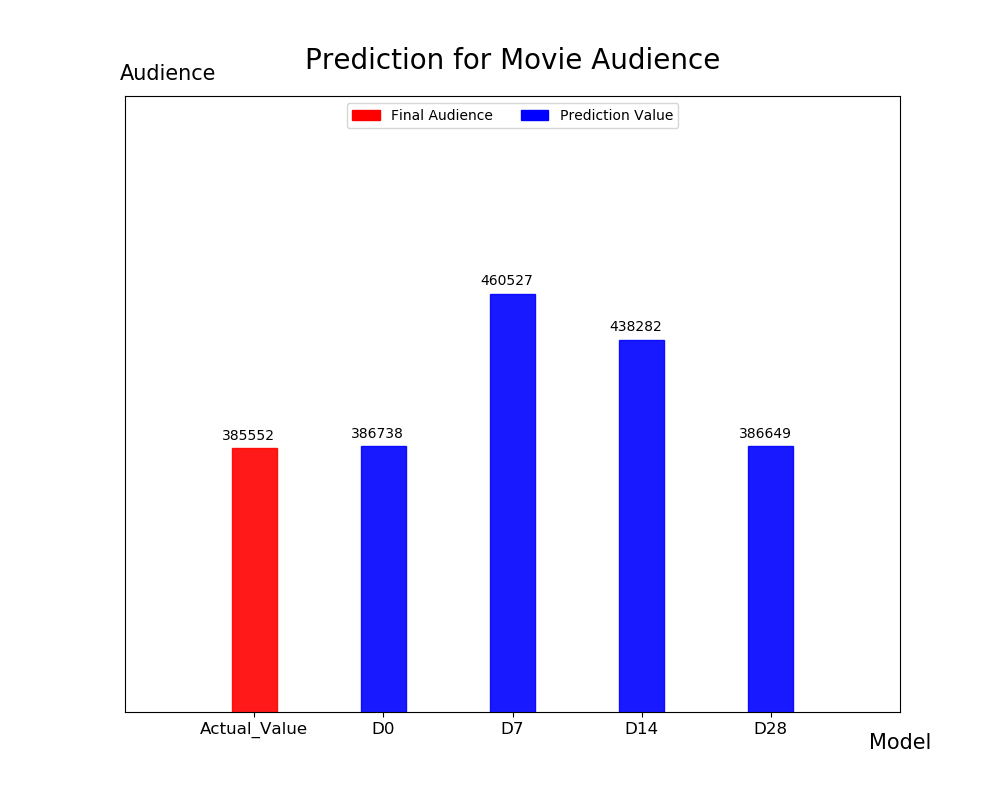 Prediction for Movie Audience
Audience
Final Audience Prediction Value
460527
438282
385552 386738 386649
Actual_Value D0 D7 D14 D28
Model